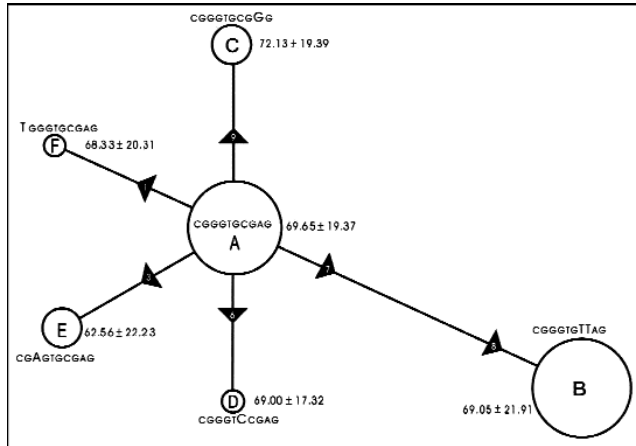 CGGGTGCGGG
C
72.13 ± 19.39
TGGGTGCGAG
F
68.33 ± 20.31
9
1
CGGGTGCGAG
A
69.65 ± 19.37
3
7
6
E
62.56 ± 22.23
CGAGTGCGAG
D
69.00 ± 17.32
CGGGTCCGAG
8
CGGGTGTTAG
B
69.05 ± 21.91